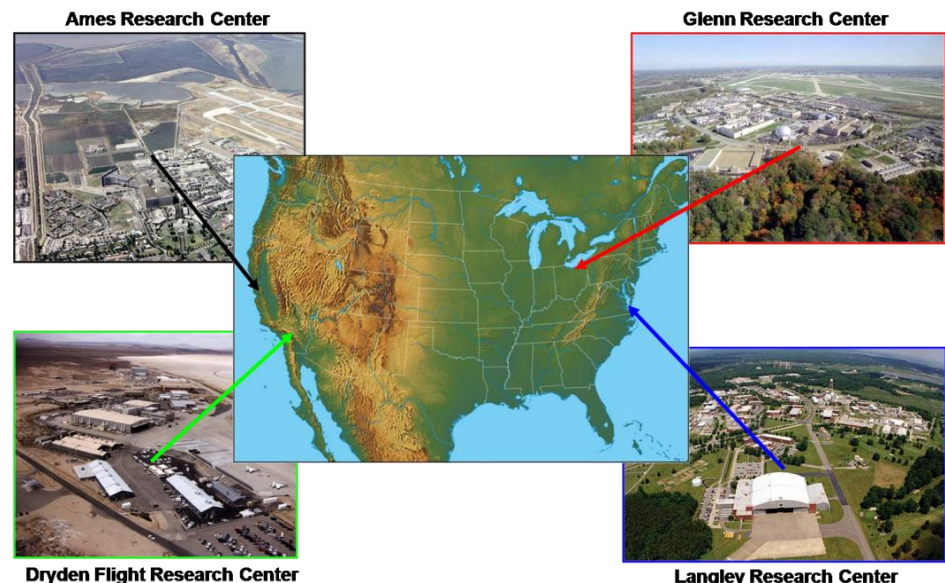 Ames Research Center
Glenn Research Center
Dryden Flight Research Center
Langley Research Center